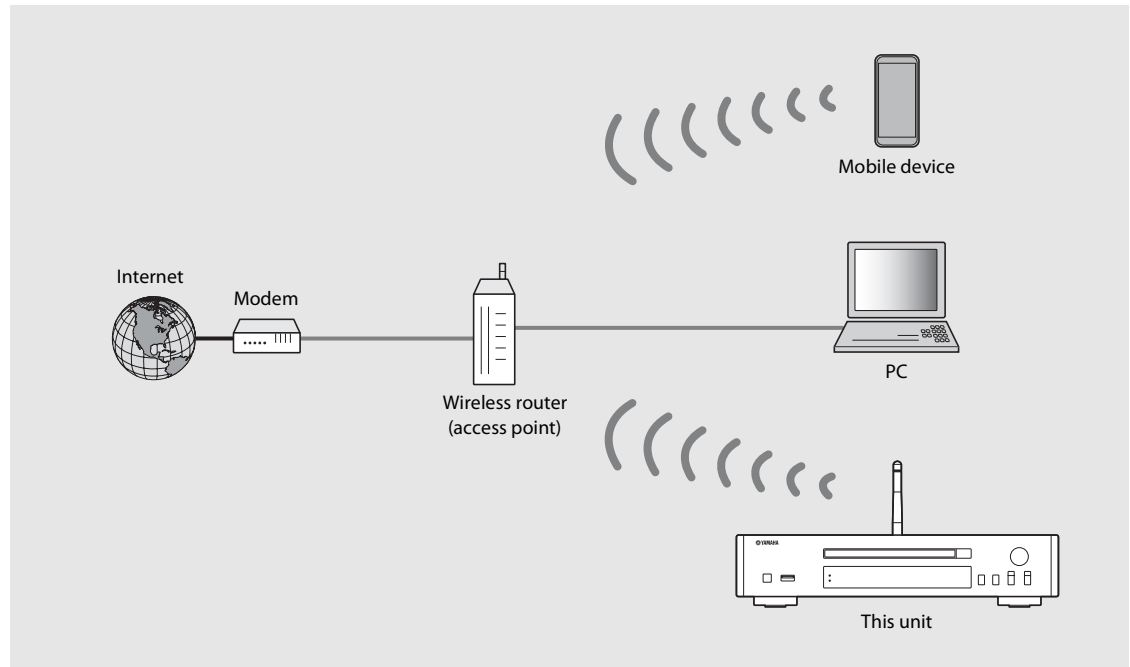 Mobile device
Internet
Modem
PC
Wireless router
(access point)
YAMAHA
This unit